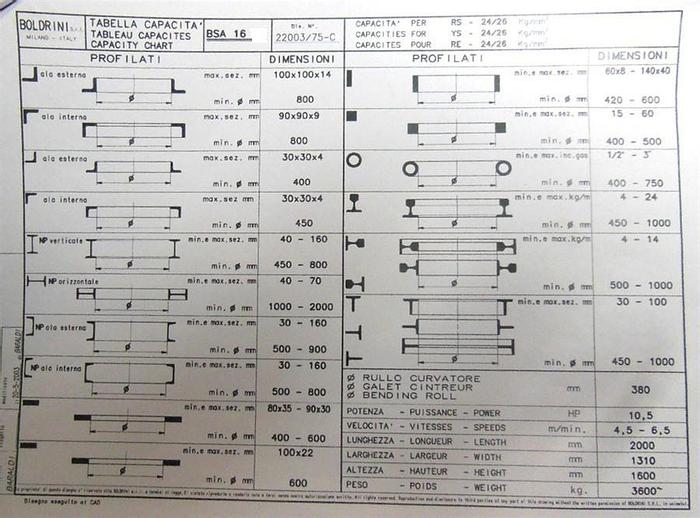 BOLDRINI S.r.l.
MILANO - ITALY
TABELLA CAPACITA'
TABLEAU CAPACITES
CAPACITY CHART
BSA 16
Dis. N°.
22003/75-C
CAPACITA' PER RS - 24/26 Kg/mm²
CAPACITIES FOR YS - 24/26 Kg/mm²
CAPACITES POUR RE - 24/26 Kg/mm²
PROFILATI DIMENSIONI
ala esterna max.sez. mm 100x100x14
Ø min. Ø mm 800
ala interna max.sez. mm 90x90x9
Ø min. Ø mm 800
ala esterna max.sez. mm 30x30x4
Ø min. Ø mm 400
ala interna max.sez mm 30x30x4
Ø min. Ø mm 450
NP verticale min.e max.sez. mm 40 - 160
Ø min. Ø mm 450 - 800
NP orizzontale min.e max.sez. mm 40 - 70
Ø min. Ø mm 1000 - 2000
NP ala esterna min.e max.sez. mm 30 - 160
Ø min. Ø mm 500 - 900
NP ala interna min.e max.sez. mm 30 - 160
Ø min. Ø mm 500 - 800
min.e max.sez. mm 80x35 - 90x30
Ø min. Ø mm 400 - 600
max.sez. mm 100x22
Ø min. Ø mm 600
PROFILATI DIMENSIONI
min.e max.sez. mm 60x8 - 140x40
Ø min. Ø mm 420 - 600
min.e max.sez. mm 15 - 60
Ø min. Ø mm 400 - 500
min.e max.inc.gas 1/2" - 3"
Ø min. Ø mm 400 - 750
min.e max.kg/m 4 - 24
Ø min. Ø mm 450 - 1000
min.e max.kg/m 4 - 14
min. Ø mm 500 - 1000
min.e max.sez. mm 30 - 100
min. Ø mm 450 - 1000
Ø RULLO CURVATORE
Ø GALET CINTREUR mm 380
Ø BENDING ROLL
POTENZA - PUISSANCE - POWER HP 10,5
VELOCITA' - VITESSES - SPEEDS m/min. 4,5 - 6,5
LUNGHEZZA - LONGUEUR - LENGTH mm 2000
LARGHEZZA - LARGEUR - WIDTH mm 1310
ALTEZZA - HAUTEUR - HEIGHT mm 1600
PESO - POIDS - WEIGHT kg. 3600~
Disegno eseguito al CAD
BARALDI